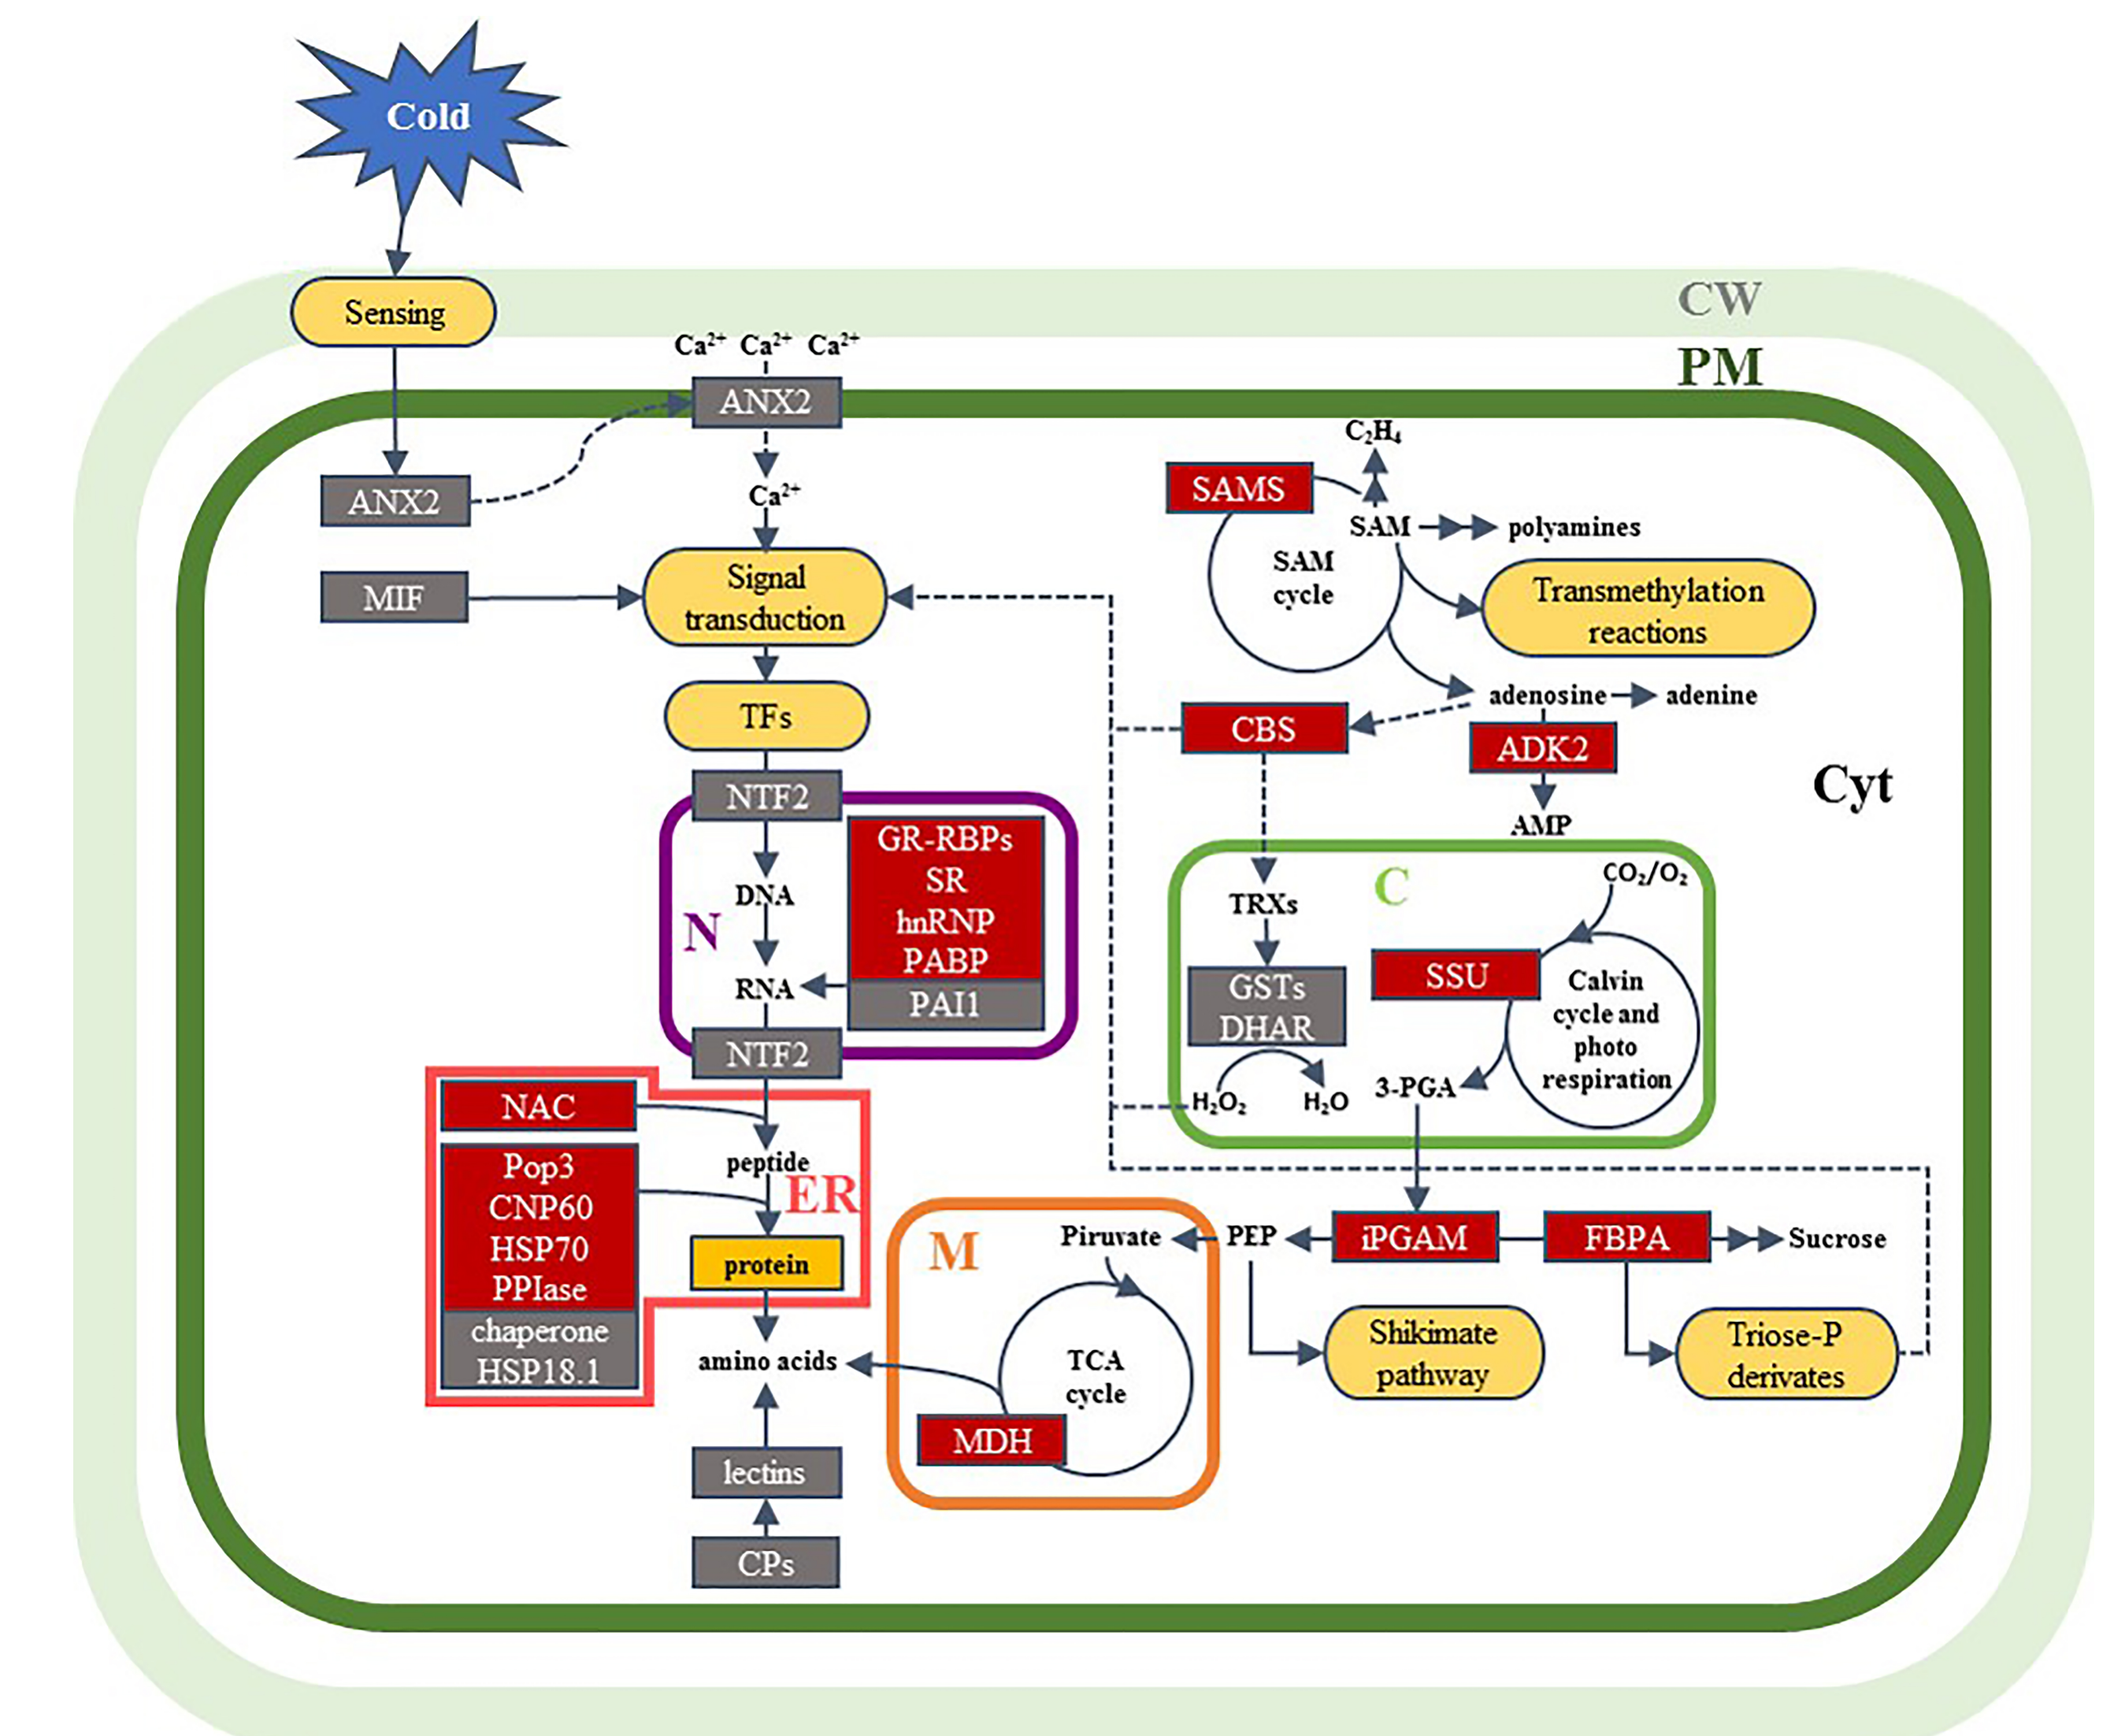 Cold
Sensing
CW
PM
Ca²⁺ Ca²⁺ Ca²⁺
ANX2
ANX2
Ca²⁺
MIF
Signal
transduction
TFs
NTF2
N
DNA
RNA
GR-RBPs
SR
hnRNP
PABP
PAI1
NTF2
NAC
Pop3
CNP60
HSP70
PPIase
chaperone
HSP18.1
peptide
ER
protein
amino acids
lectins
CPs
C₂H₄
SAMS
SAM
polyamines
SAM
cycle
Transmethylation
reactions
adenosine
adenine
CBS
ADK2
AMP
Cyt
C
CO₂/O₂
TRXs
GSTs
DHAR
H₂O₂
H₂O
SSU
Calvin
cycle and
photo
respiration
3-PGA
M
Piruvate
PEP
iPGAM
FBPA
Sucrose
TCA
cycle
MDH
Shikimate
pathway
Triose-P
derivates